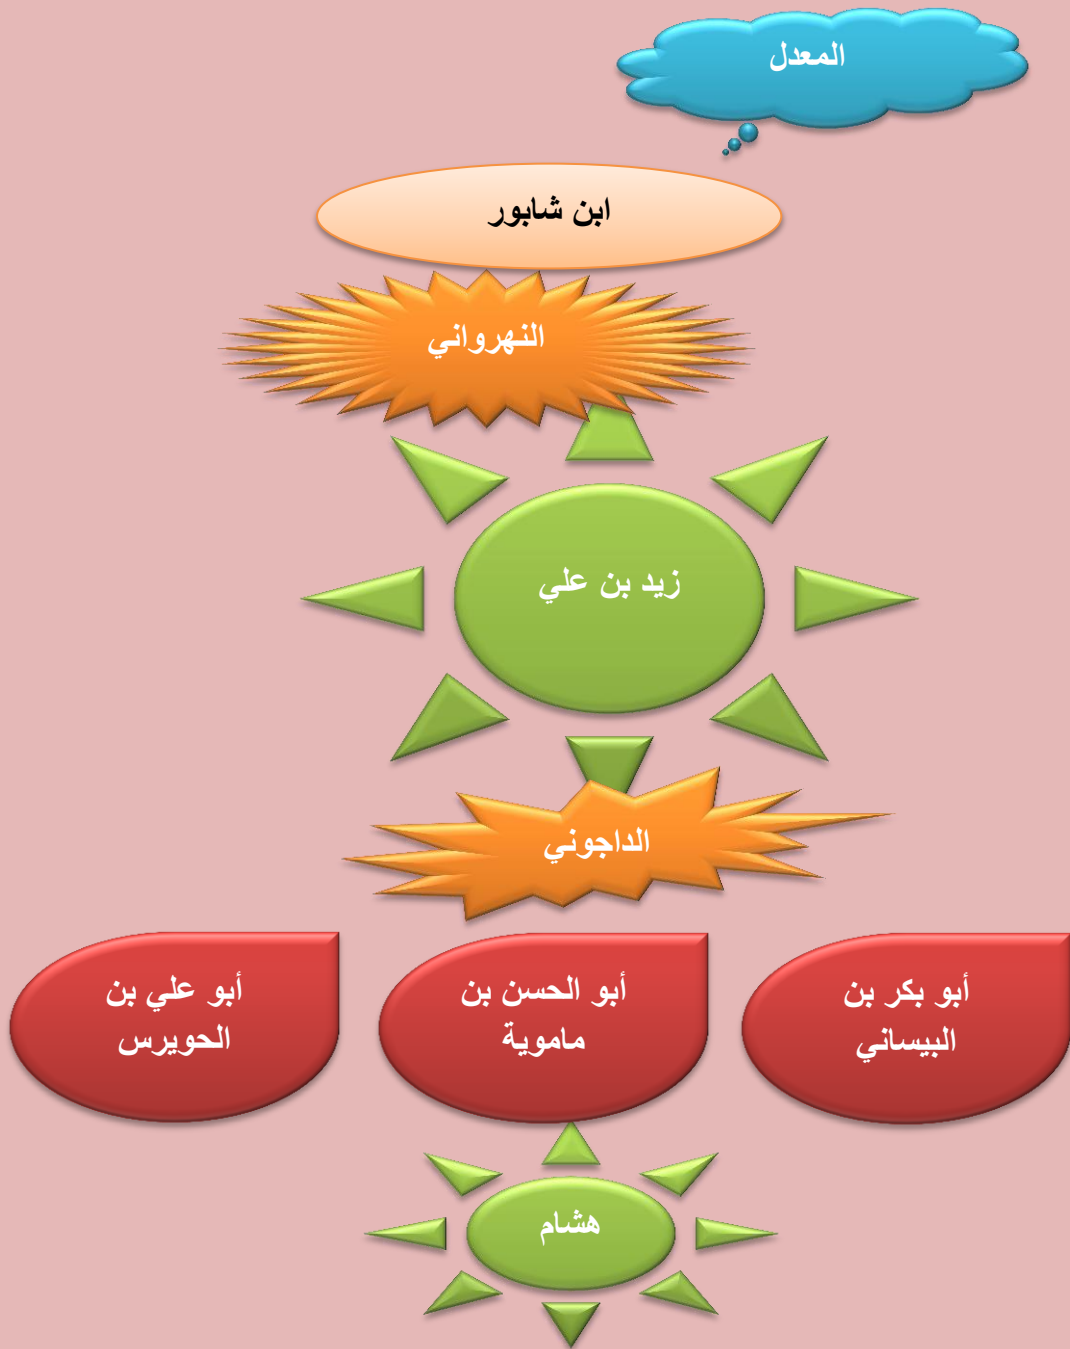 المعدل
ابن شابور
النهرواني
زيد بن علي
الداجوني
أبو بكر بن
البيساني
أبو الحسن بن
ماموية
أبو علي بن
الحويرس
هشام